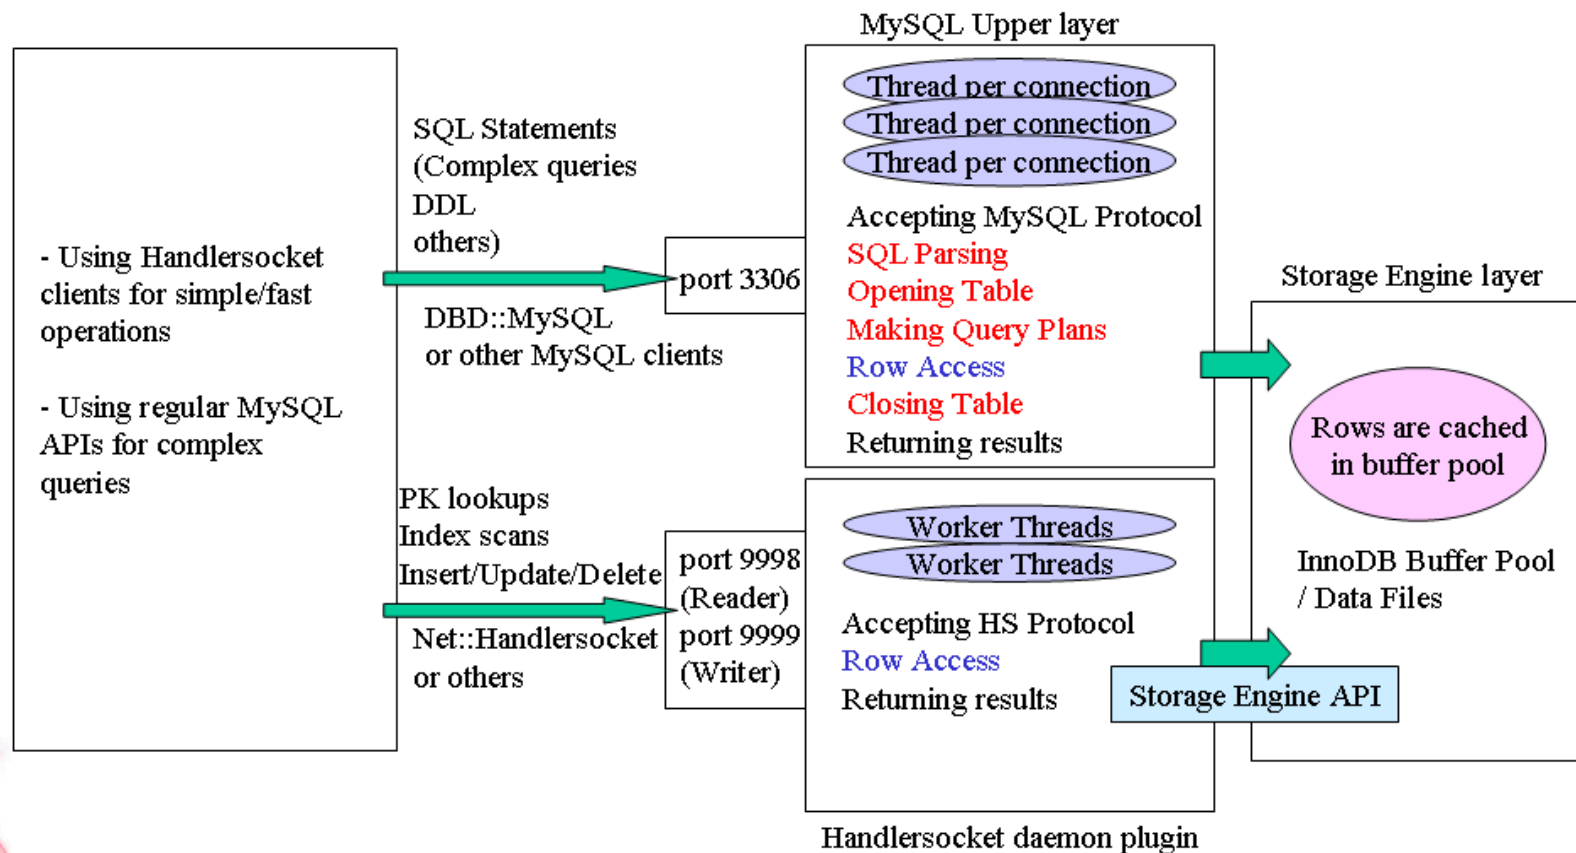 MySQL Upper layer
- Using Handlersocket
clients for simple/fast
operations
- Using regular MySQL
APIs for complex
queries
SQL Statements
(Complex queries
DDL
others)
DBD::MySQL
or other MySQL clients
port 3306
Thread per connection
Thread per connection
Thread per connection
Accepting MySQL Protocol
SQL Parsing
Opening Table
Making Query Plans
Row Access
Closing Table
Returning results
PK lookups
Index scans
Insert/Update/Delete
Net::Handlersocket
or others
port 9998
(Reader)
port 9999
(Writer)
Worker Threads
Worker Threads
Accepting HS Protocol
Row Access
Returning results
Storage Engine API
Handlersocket daemon plugin
Storage Engine layer
Rows are cached
in buffer pool
InnoDB Buffer Pool
/ Data Files